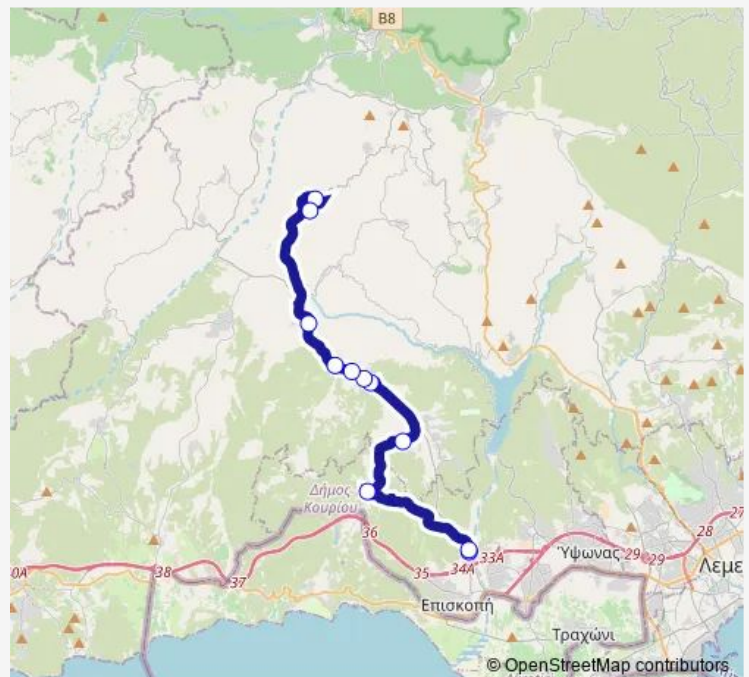 B8
Δήμος
Κουρίου
36
27
28
33A
Ύψωνας
29
29
0A
38
37
35
34A
Λεμε
Επισκοπή
Τραχώνι
© OpenStreetMap contributors